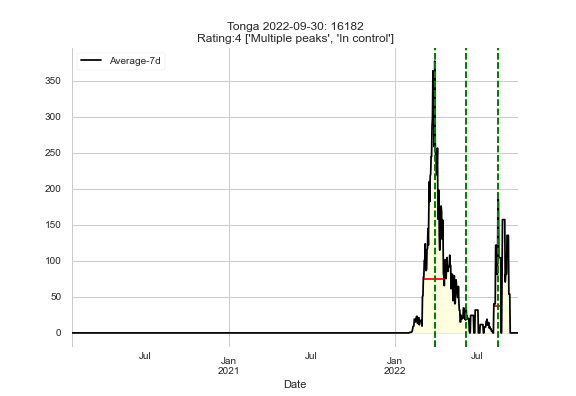 Tonga 2022-09-30: 16182
Rating:4 ['Multiple peaks', 'In control']
Average-7d
350
300
250
200
150
100
50
0
Jul
Jan
2021
Jul
Jan
2022
Jul
Date